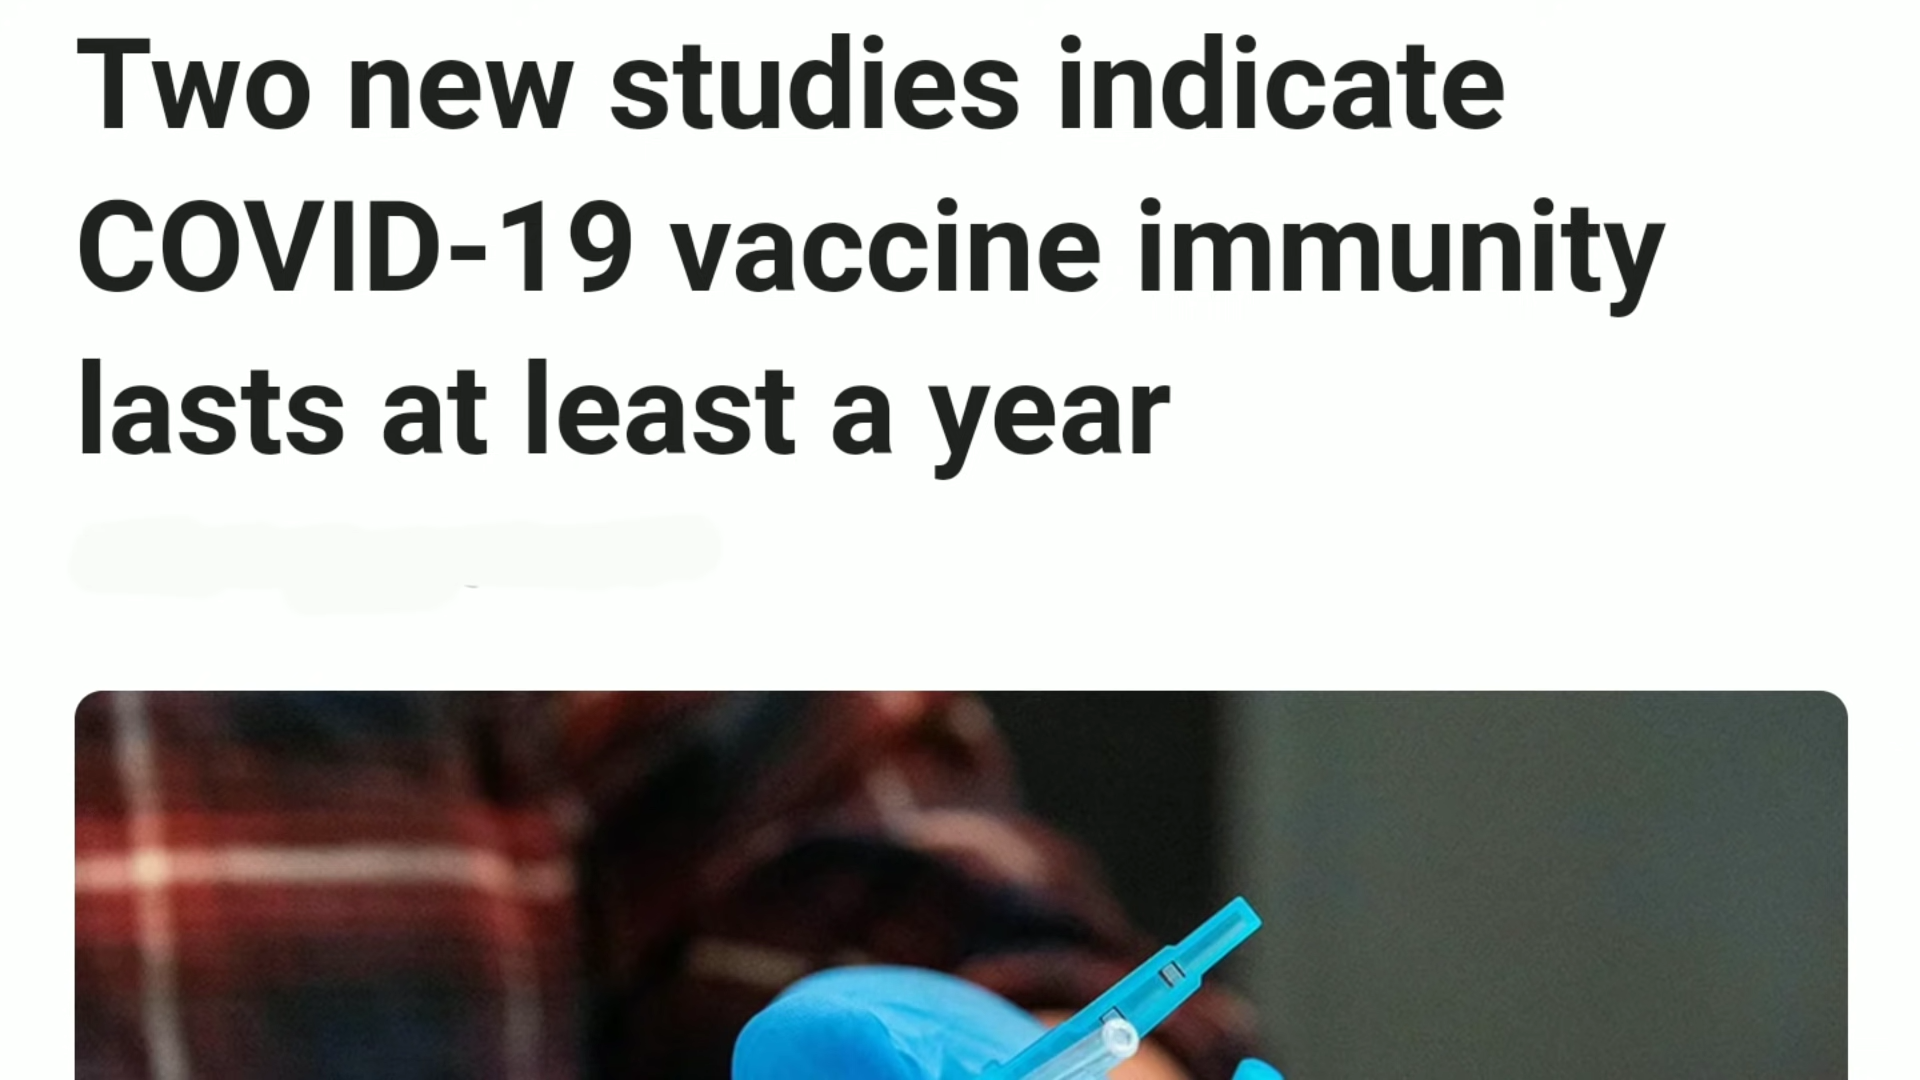 Two new studies indicate
COVID-19 vaccine immunity
lasts at least a year